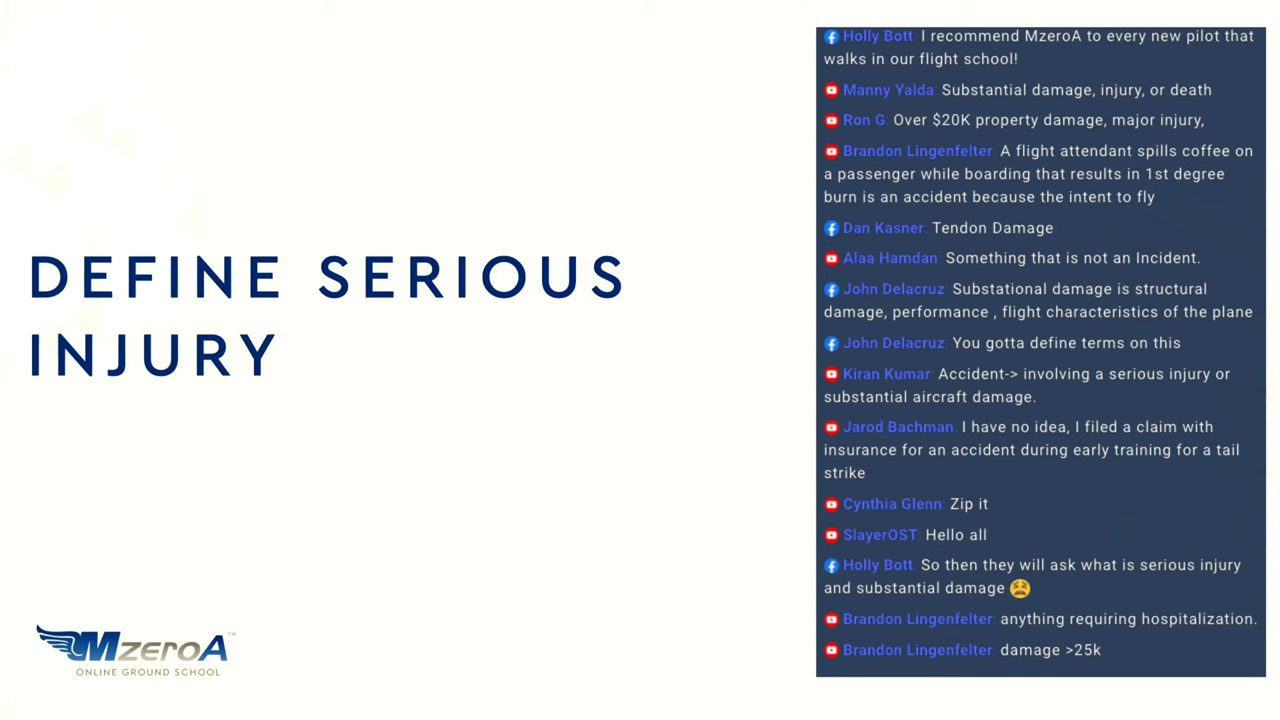 DEFINE SERIOUS
INJURY
MzeroA™
ONLINE GROUND SCHOOL
Holly Bott: I recommend MzeroA to every new pilot that
walks in our flight school!
Manny Yalda: Substantial damage, injury, or death
Ron G: Over $20K property damage, major injury,
Brandon Lingenfelter: A flight attendant spills coffee on
a passenger while boarding that results in 1st degree
burn is an accident because the intent to fly
Dan Kasner: Tendon Damage
Alaa Hamdan: Something that is not an Incident.
John Delacruz: Substational damage is structural
damage, performance , flight characteristics of the plane
John Delacruz: You gotta define terms on this
Kiran Kumar: Accident-> involving a serious injury or
substantial aircraft damage.
Jarod Bachman: I have no idea, I filed a claim with
insurance for an accident during early training for a tail
strike
Cynthia Glenn: Zip it
SlayerOST: Hello all
Holly Bott: So then they will ask what is serious injury
and substantial damage 😫
Brandon Lingenfelter: anything requiring hospitalization.
Brandon Lingenfelter: damage >25k